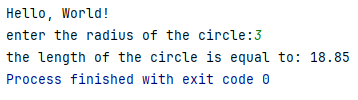 Hello, World!
enter the radius of the circle:3
the length of the circle is equal to: 18.85
Process finished with exit code 0